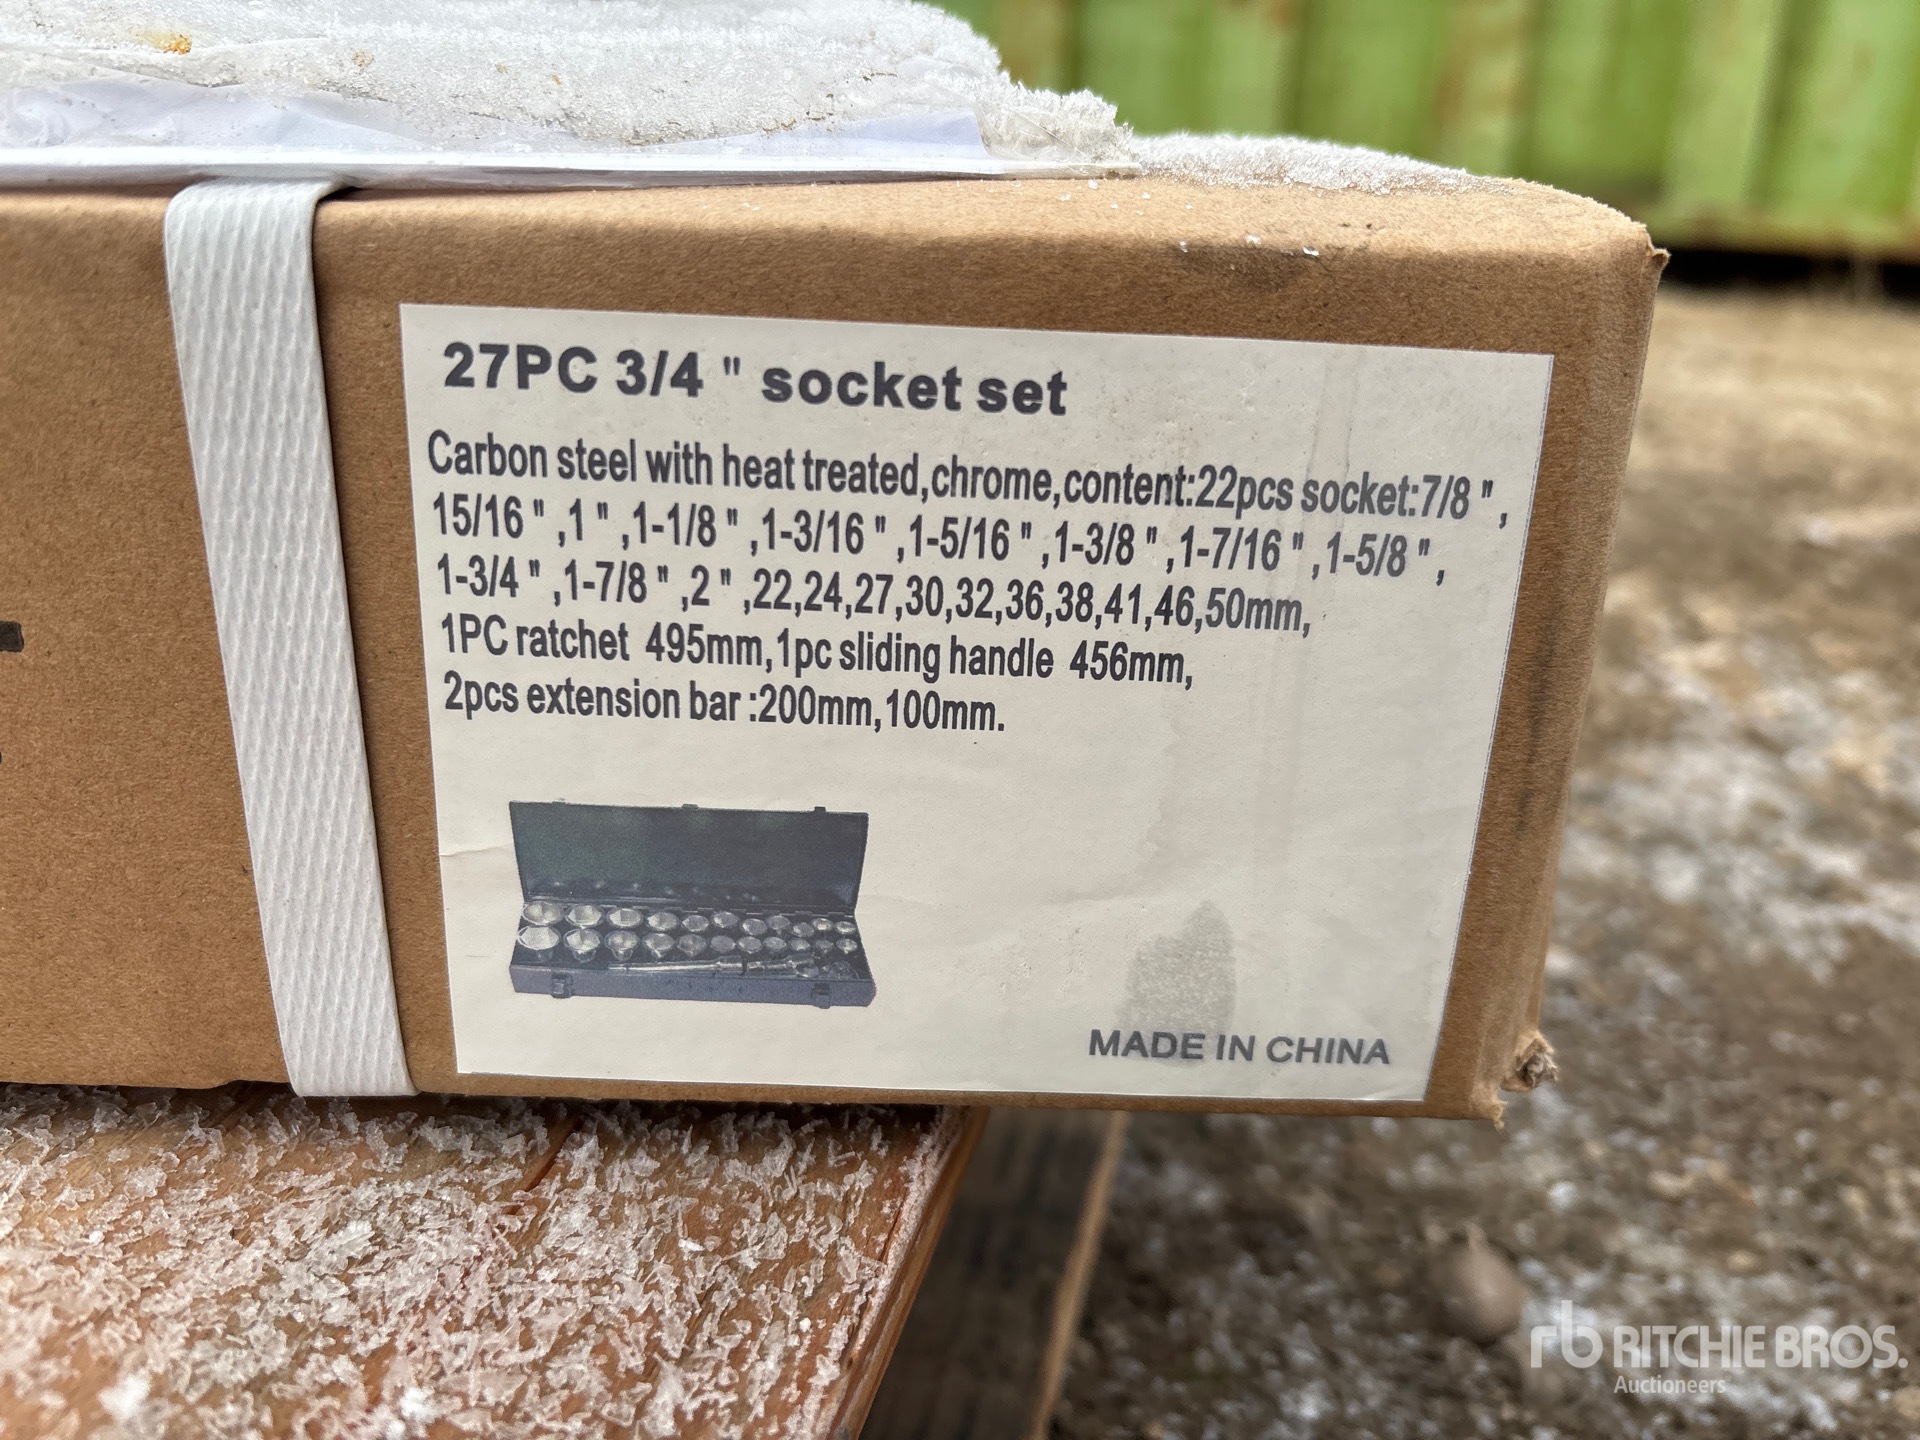 27PC 3/4 " socket set
Carbon steel with heat treated,chrome,content:22pcs socket:7/8 ",
15/16 ",1 ",1-1/8 ",1-3/16 ",1-5/16 ",1-3/8 ",1-7/16 ",1-5/8 ",
1-3/4 ",1-7/8 ",2 ",22,24,27,30,32,36,38,41,46,50mm,
1PC ratchet 495mm,1pc sliding handle 456mm,
2pcs extension bar :200mm,100mm.
MADE IN CHINA
rb RITCHIE BROS.
Auctioneers